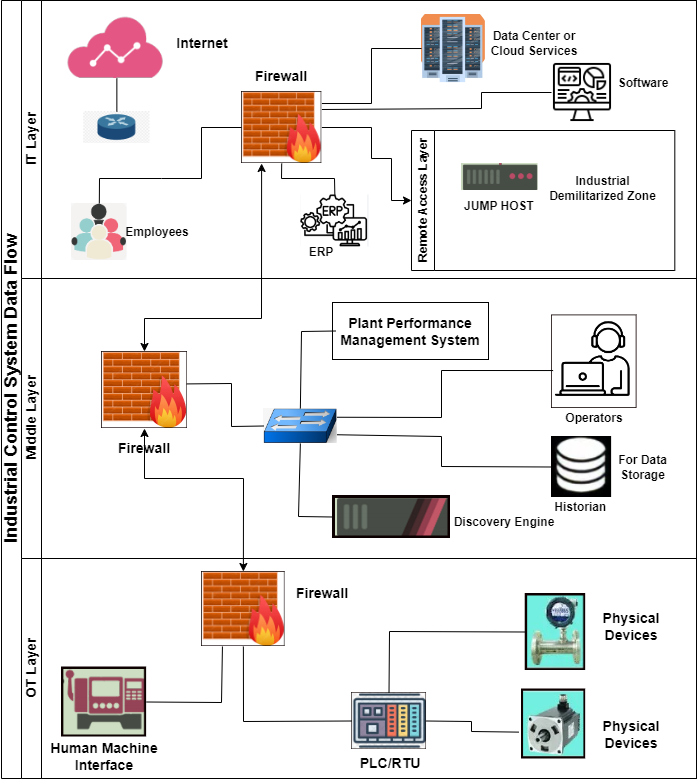 Industrial Control System Data Flow
IT Layer
Internet
Firewall
Data Center or
Cloud Services
Software
Remote Access Layer
JUMP HOST
Industrial
Demilitarized Zone
Employees
ERP
ERP
Middle Layer
Plant Performance
Management System
Firewall
Operators
For Data
Storage
Historian
Discovery Engine
OT Layer
Firewall
Physical
Devices
Human Machine
Interface
PLC/RTU
Physical
Devices